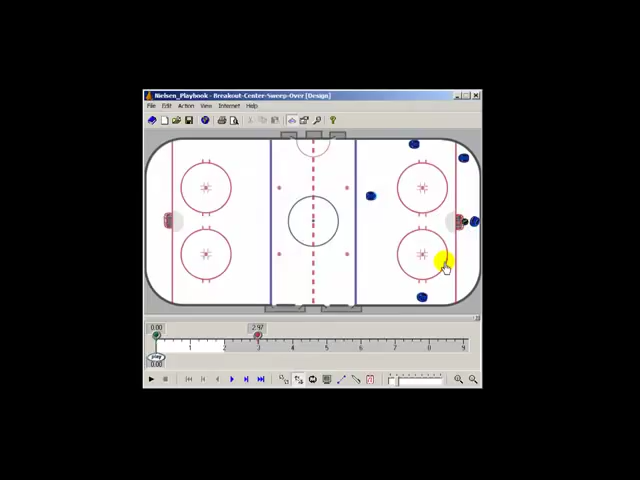 Nielsen_Playbook - Breakout-Center-Sweep-Over [Design]
File Edit Action View Internet Help
0.00 2.97
1 2 3 4 5 6 7 8 9
play
0.00